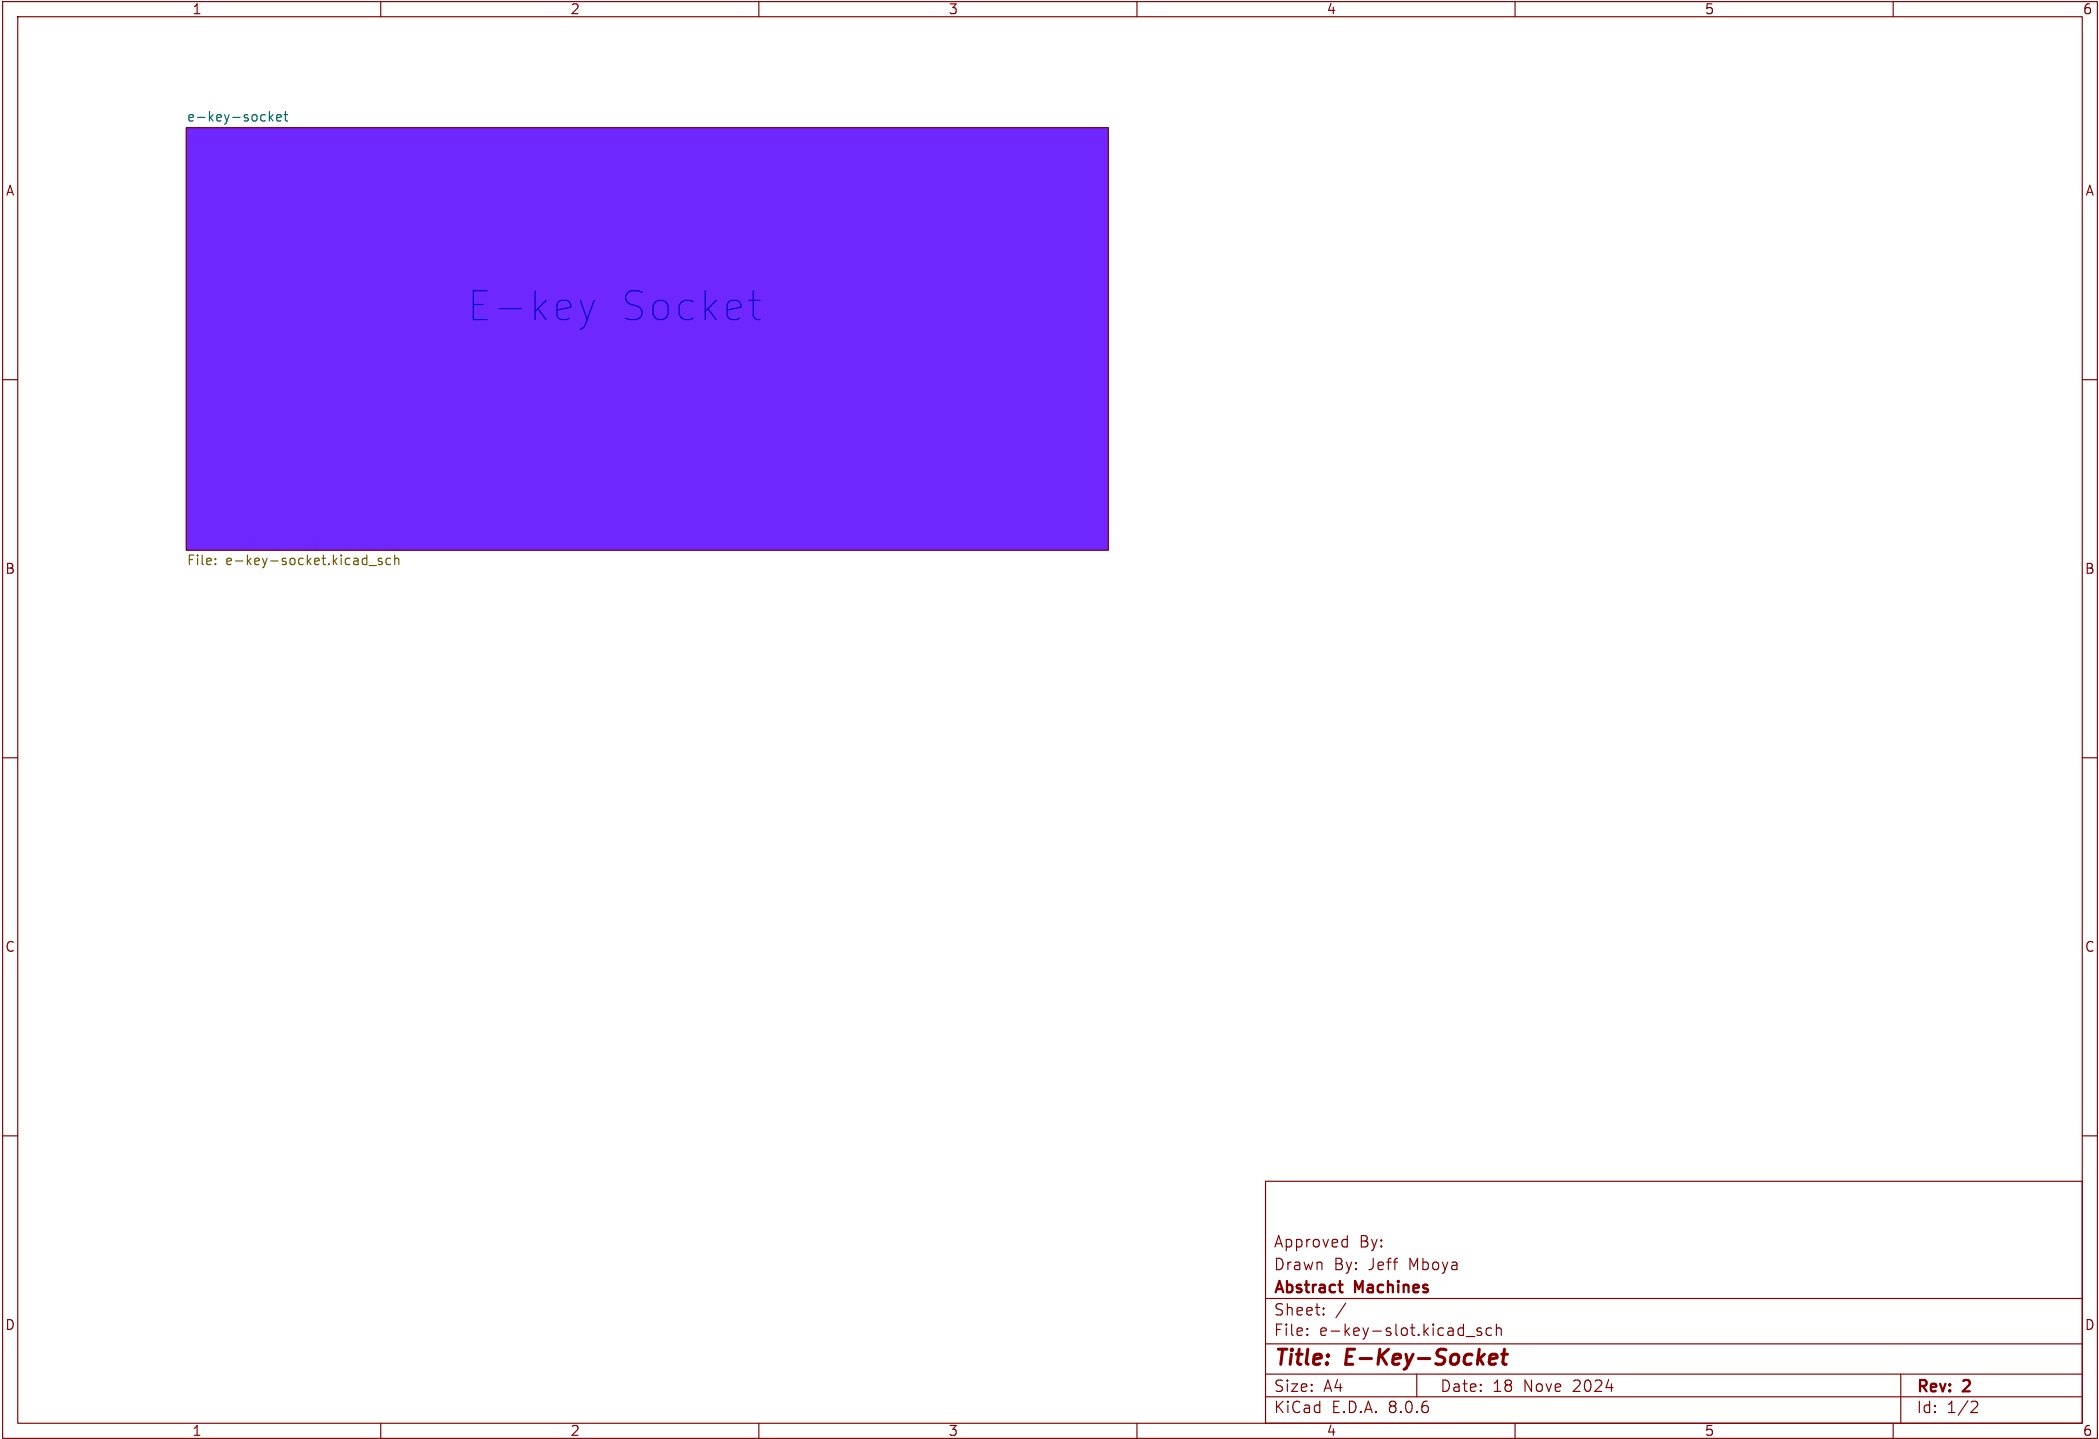 1 2 3 4 5 6
e-key-socket
A A
E-key Socket
File: e-key-socket.kicad_sch
B B
C C
Approved By:
Drawn By: Jeff Mboya
Abstract Machines
Sheet: /
D D
File: e-key-slot.kicad_sch
Title: E-Key-Socket
Size: A4 Date: 18 Nove 2024 Rev: 2
KiCad E.D.A. 8.0.6 Id: 1/2
1 2 3 4 5 6